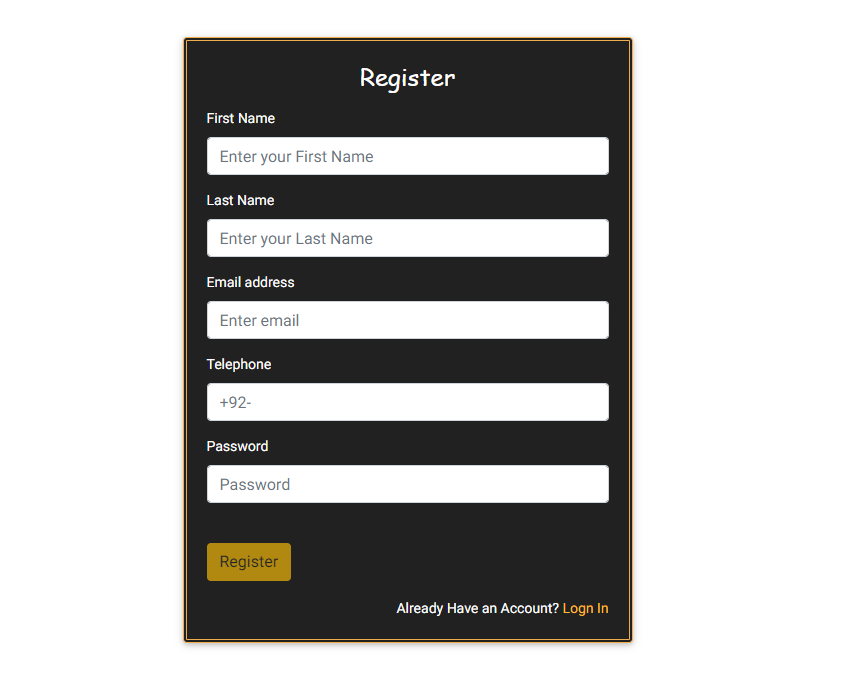 Register
First Name
Enter your First Name
Last Name
Enter your Last Name
Email address
Enter email
Telephone
+92-
Password
Password
Register
Already Have an Account? Logn In